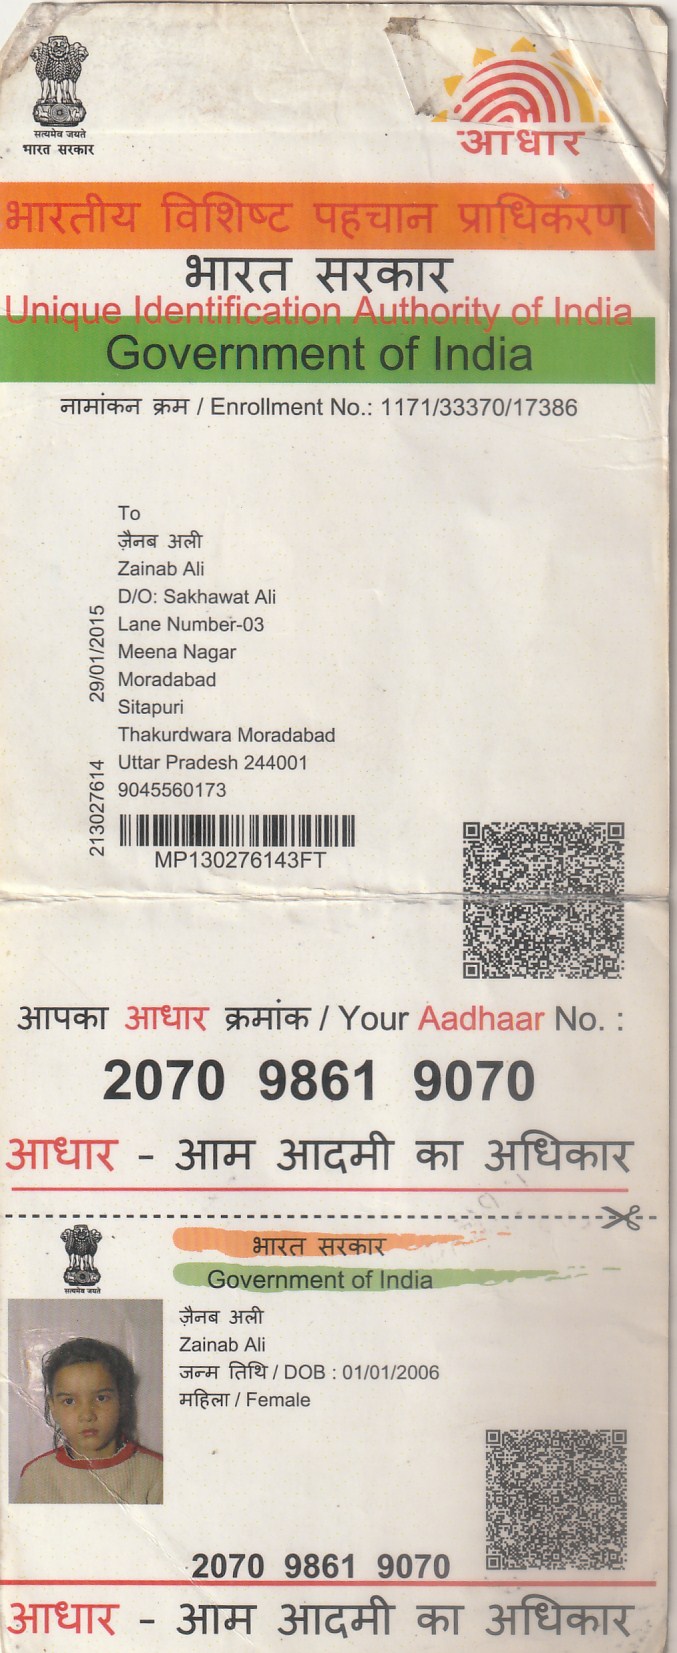 सत्यमेव जयते
भारत सरकार
आधार
भारतीय विशिष्ट पहचान प्राधिकरण
भारत सरकार
Unique Identification Authority of India
Government of India
नामांकन क्रम / Enrollment No.: 1171/33370/17386
To
ज़ैनब अली
Zainab Ali
D/O: Sakhawat Ali
Lane Number-03
Meena Nagar
Moradabad
Sitapuri
Thakurdwara Moradabad
Uttar Pradesh 244001
9045560173
29/01/2015
213027614
MP130276143FT
आपका आधार क्रमांक / Your Aadhaar No. :
2070 9861 9070
आधार - आम आदमी का अधिकार
सत्यमेव जयते
भारत सरकार
Government of India
ज़ैनब अली
Zainab Ali
जन्म तिथि / DOB : 01/01/2006
महिला / Female
2070 9861 9070
आधार - आम आदमी का अधिकार